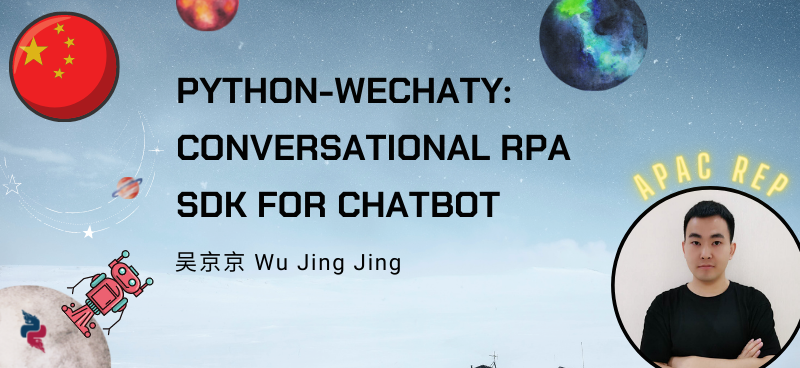 PYTHON-WECHATY:
CONVERSATIONAL RPA
SDK FOR CHATBOT
吴京京 Wu Jing Jing
APAC REP